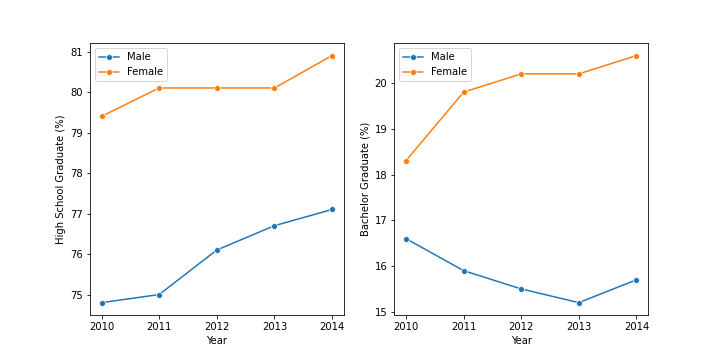 Male
Female
81
80
79
78
77
76
75
High School Graduate (%)
2010 2011 2012 2013 2014
Year
Male
Female
20
19
18
17
16
15
Bachelor Graduate (%)
2010 2011 2012 2013 2014
Year